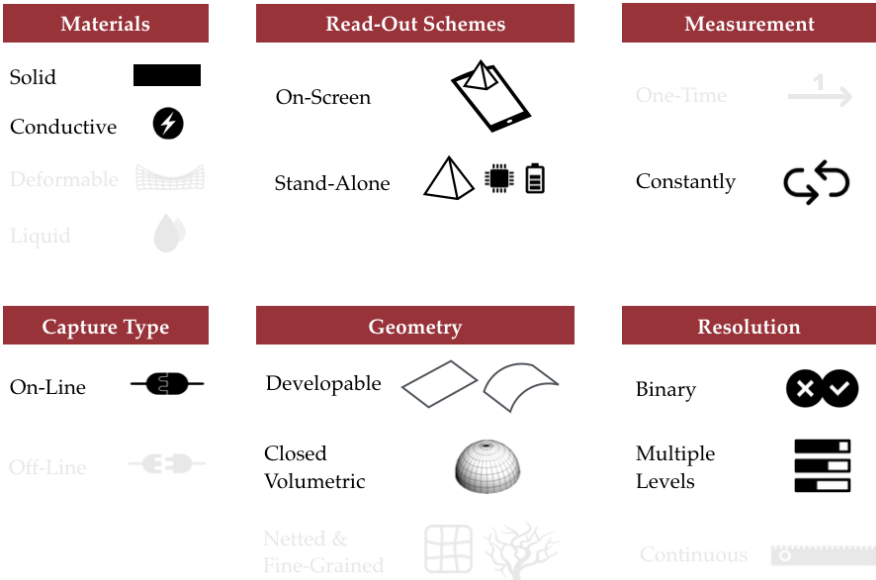 Materials
Solid
Conductive
Deformable
Liquid
Read-Out Schemes
On-Screen
Stand-Alone
Measurement
One-Time
1
Constantly
Capture Type
On-Line
Off-Line
Geometry
Developable
Closed
Volumetric
Netted &
Fine-Grained
Resolution
Binary
Multiple
Levels
Continuous